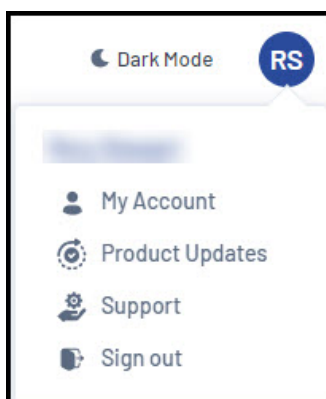 Dark Mode
RS
My Account
Product Updates
Support
Sign out